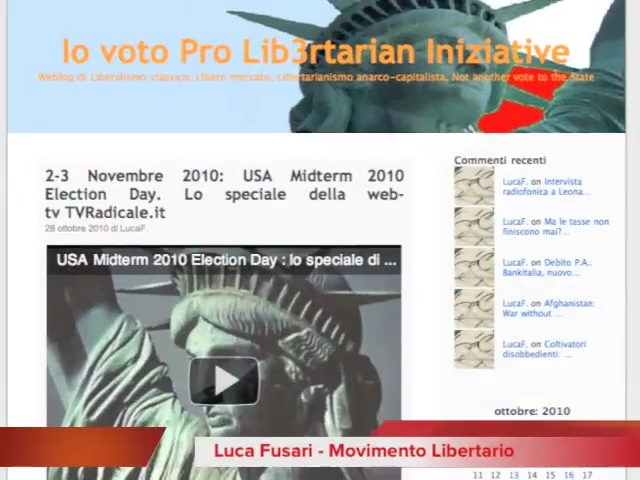 Io voto Pro Lib3rtarian Iniziative
Weblog di Liberalismo classico, Libero mercato, Libertarianismo anarco-capitalista, Not another vote to the State
2-3 Novembre 2010: USA Midterm 2010
Election Day. Lo speciale della web-
tv TVRadicale.it
28 ottobre 2010 di LucaF.
USA Midterm 2010 Election Day : lo speciale di ...
Commenti recenti
LucaF. on Intervista
radiofonica a Leona...
LucaF. on Ma le tasse non
finiscono mai?...
LucaF. on Debito P.A.:
Bankitalia, nuovo...
LucaF. on Afghanistan:
War without ...
LucaF. on Coltivatori
disobbedienti: ...
ottobre: 2010
Luca Fusari - Movimento Libertario
11 12 13 14 15 16 17